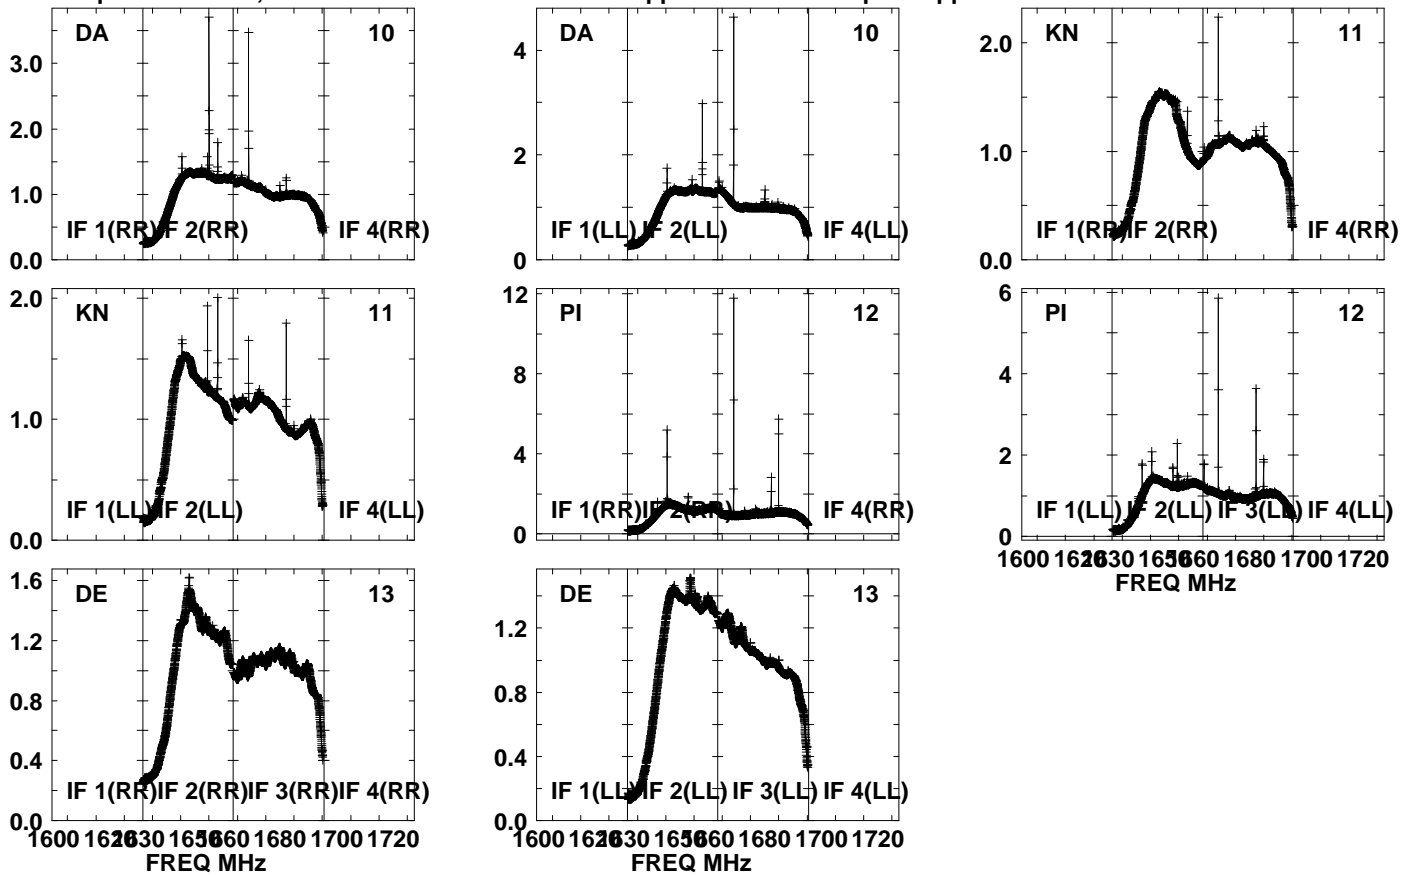 DA 10
3.0
2.0
1.0
0.0
IF 1(RR) IF 2(RR) IF 4(RR)
DA 10
4
2
0
IF 1(LL) IF 2(LL) IF 4(LL)
KN 11
2.0
1.0
0.0
IF 1(RR) IF 2(RR) IF 4(RR)
KN 11
2.0
1.0
0.0
IF 1(LL) IF 2(LL) IF 4(LL)
PI 12
12
8
4
0
IF 1(RR) IF 2(RR) IF 4(RR)
PI 12
6
4
2
0
IF 1(LL) IF 2(LL) IF 3(LL) IF 4(LL)
1600 1620 1630 1650 1660 1680 1700 1720
FREQ MHz
DE 13
1.6
1.2
0.8
0.4
0.0
IF 1(RR) IF 2(RR) IF 3(RR) IF 4(RR)
1600 1620 1630 1650 1660 1680 1700 1720
FREQ MHz
DE 13
1.2
0.8
0.4
0.0
IF 1(LL) IF 2(LL) IF 3(LL) IF 4(LL)
1600 1620 1630 1650 1660 1680 1700 1720
FREQ MHz